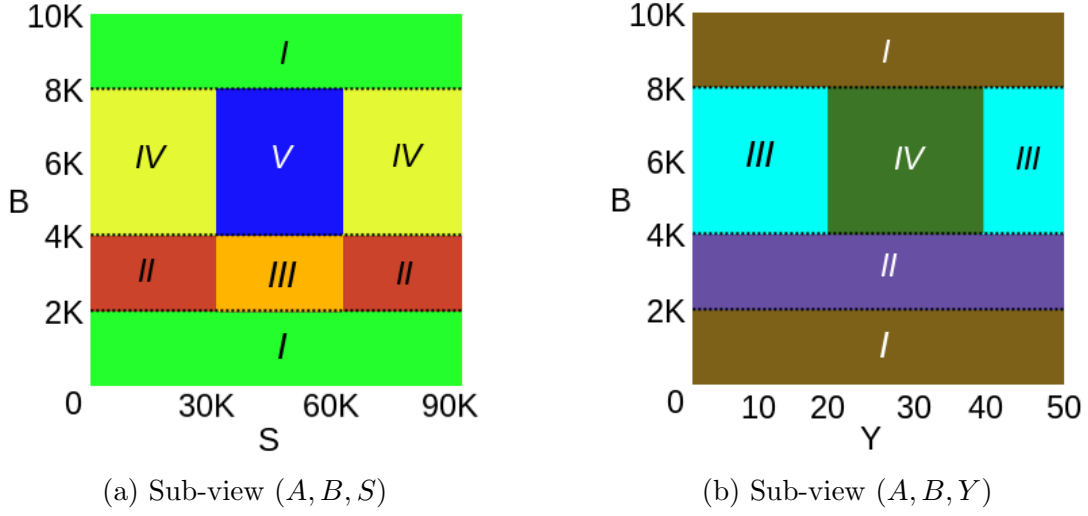 10K
I
8K
IV
V
IV
6K
B
4K
II
III
II
2K
I
0
30K
60K
90K
S
(a) Sub-view (A, B, S)
10K
I
8K
III
IV
III
6K
B
4K
II
2K
I
0
10
20
30
40
50
Y
(b) Sub-view (A, B, Y)